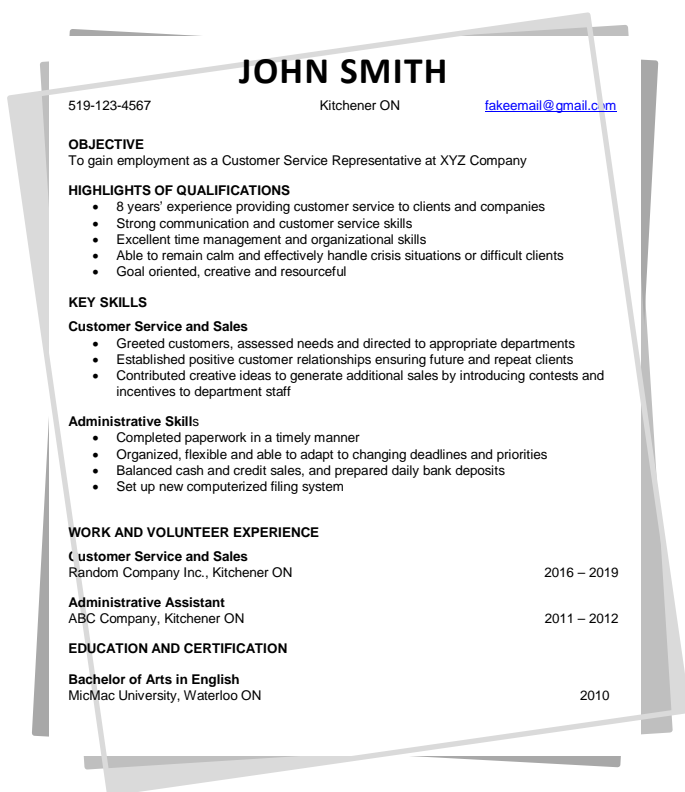 JOHN SMITH
519-123-4567 Kitchener ON fakeemail@gmail.com
OBJECTIVE
To gain employment as a Customer Service Representative at XYZ Company
HIGHLIGHTS OF QUALIFICATIONS
• 8 years’ experience providing customer service to clients and companies
• Strong communication and customer service skills
• Excellent time management and organizational skills
• Able to remain calm and effectively handle crisis situations or difficult clients
• Goal oriented, creative and resourceful
KEY SKILLS
Customer Service and Sales
• Greeted customers, assessed needs and directed to appropriate departments
• Established positive customer relationships ensuring future and repeat clients
• Contributed creative ideas to generate additional sales by introducing contests and
incentives to department staff
Administrative Skills
• Completed paperwork in a timely manner
• Organized, flexible and able to adapt to changing deadlines and priorities
• Balanced cash and credit sales, and prepared daily bank deposits
• Set up new computerized filing system
WORK AND VOLUNTEER EXPERIENCE
Customer Service and Sales
Random Company Inc., Kitchener ON 2016 – 2019
Administrative Assistant
ABC Company, Kitchener ON 2011 – 2012
EDUCATION AND CERTIFICATION
Bachelor of Arts in English
MicMac University, Waterloo ON 2010